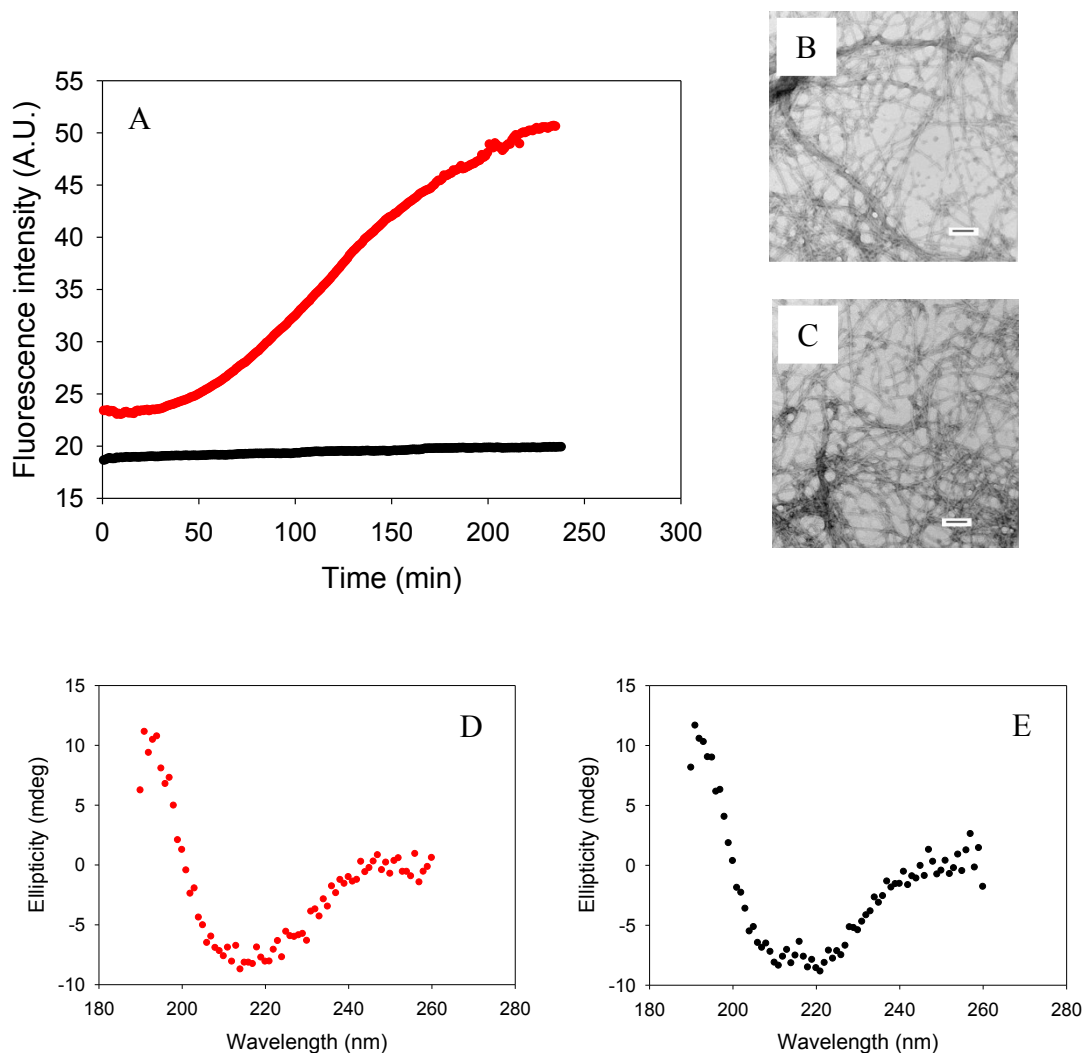 A
Fluorescence intensity (A.U.)
55
50
45
40
35
30
25
20
15
0 50 100 150 200 250 300
Time (min)
B
C
D
Ellipticity (mdeg)
15
10
5
0
-5
-10
180 200 220 240 260 280
Wavelength (nm)
E
Ellipticity (mdeg)
15
10
5
0
-5
-10
180 200 220 240 260 280
Wavelength (nm)